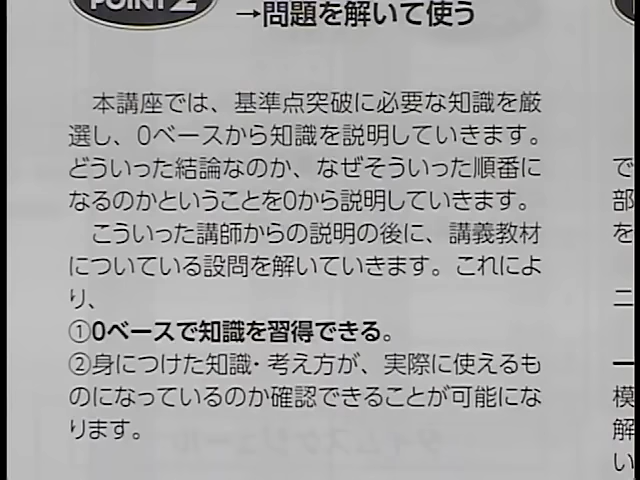 POINT 2
→問題を解いて使う
本講座では、基準点突破に必要な知識を厳
選し、0ベースから知識を説明していきます。
どういった結論なのか、なぜそういった順番に
なるのかということを0から説明していきます。
こういった講師からの説明の後に、講義教材
についている設問を解いていきます。これによ
り、
①0ベースで知識を習得できる。
②身につけた知識・考え方が、実際に使えるも
のになっているのか確認できることが可能にな
ります。
で
部
を
二
模
解
い